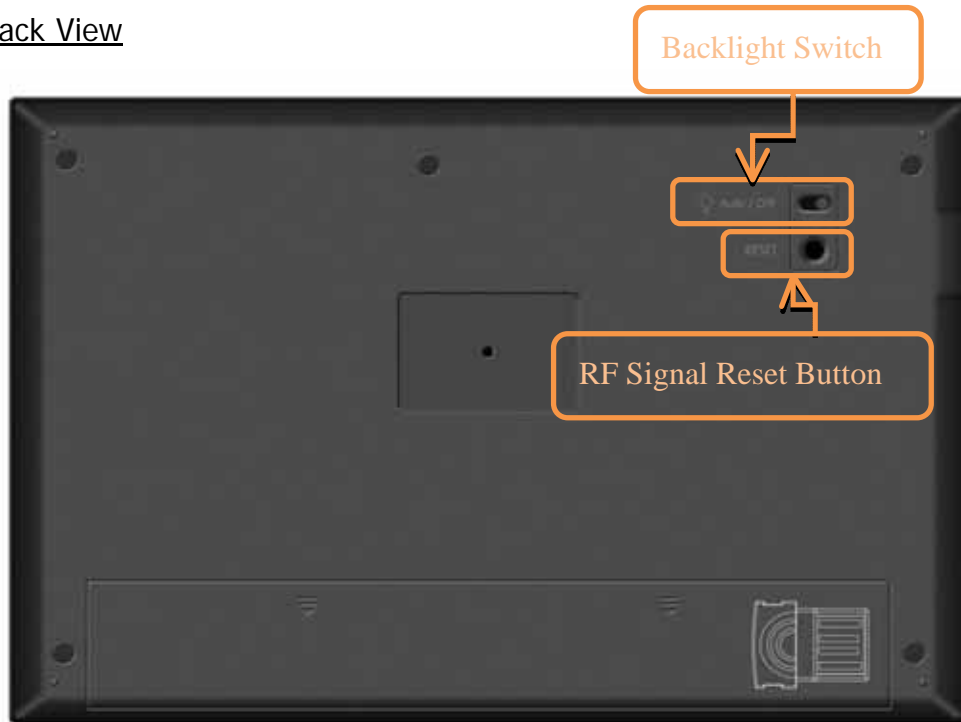 ack View
Backlight Switch
Auto / Off
RESET
RF Signal Reset Button